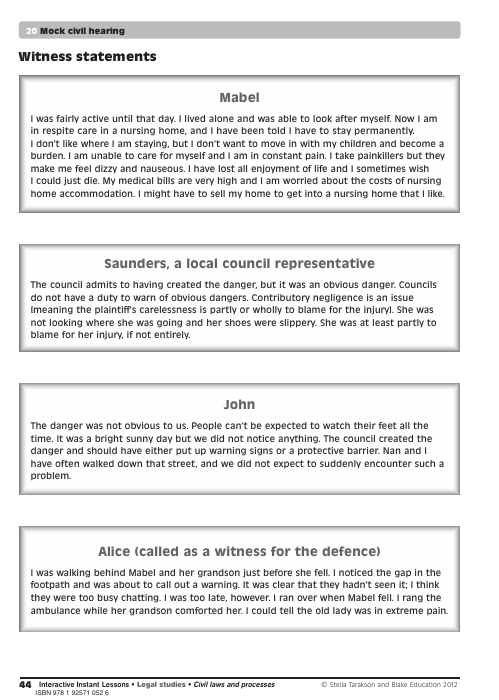 20 Mock civil hearing
Witness statements
Mabel
I was fairly active until that day. I lived alone and was able to look after myself. Now I am
in respite care in a nursing home, and I have been told I have to stay permanently.
I don't like where I am staying, but I don't want to move in with my children and become a
burden. I am unable to care for myself and I am in constant pain. I take painkillers but they
make me feel dizzy and nauseous. I have lost all enjoyment of life and I sometimes wish
I could just die. My medical bills are very high and I am worried about the costs of nursing
home accommodation. I might have to sell my home to get into a nursing home that I like.
Saunders, a local council representative
The council admits to having created the danger, but it was an obvious danger. Councils
do not have a duty to warn of obvious dangers. Contributory negligence is an issue
(meaning the plaintiff's carelessness is partly or wholly to blame for the injury). She was
not looking where she was going and her shoes were slippery. She was at least partly to
blame for her injury, if not entirely.
John
The danger was not obvious to us. People can't be expected to watch their feet all the
time. It was a bright sunny day but we did not notice anything. The council created the
danger and should have either put up warning signs or a protective barrier. Nan and I
have often walked down that street, and we did not expect to suddenly encounter such a
problem.
Alice (called as a witness for the defence)
I was walking behind Mabel and her grandson just before she fell. I noticed the gap in the
footpath and was about to call out a warning. It was clear that they hadn't seen it; I think
they were too busy chatting. I was too late, however. I ran over when Mabel fell. I rang the
ambulance while her grandson comforted her. I could tell the old lady was in extreme pain.
44 Interactive Instant Lessons • Legal studies • Civil laws and processes © Stella Tarakson and Blake Education 2012
ISBN 978 1 92571 052 6